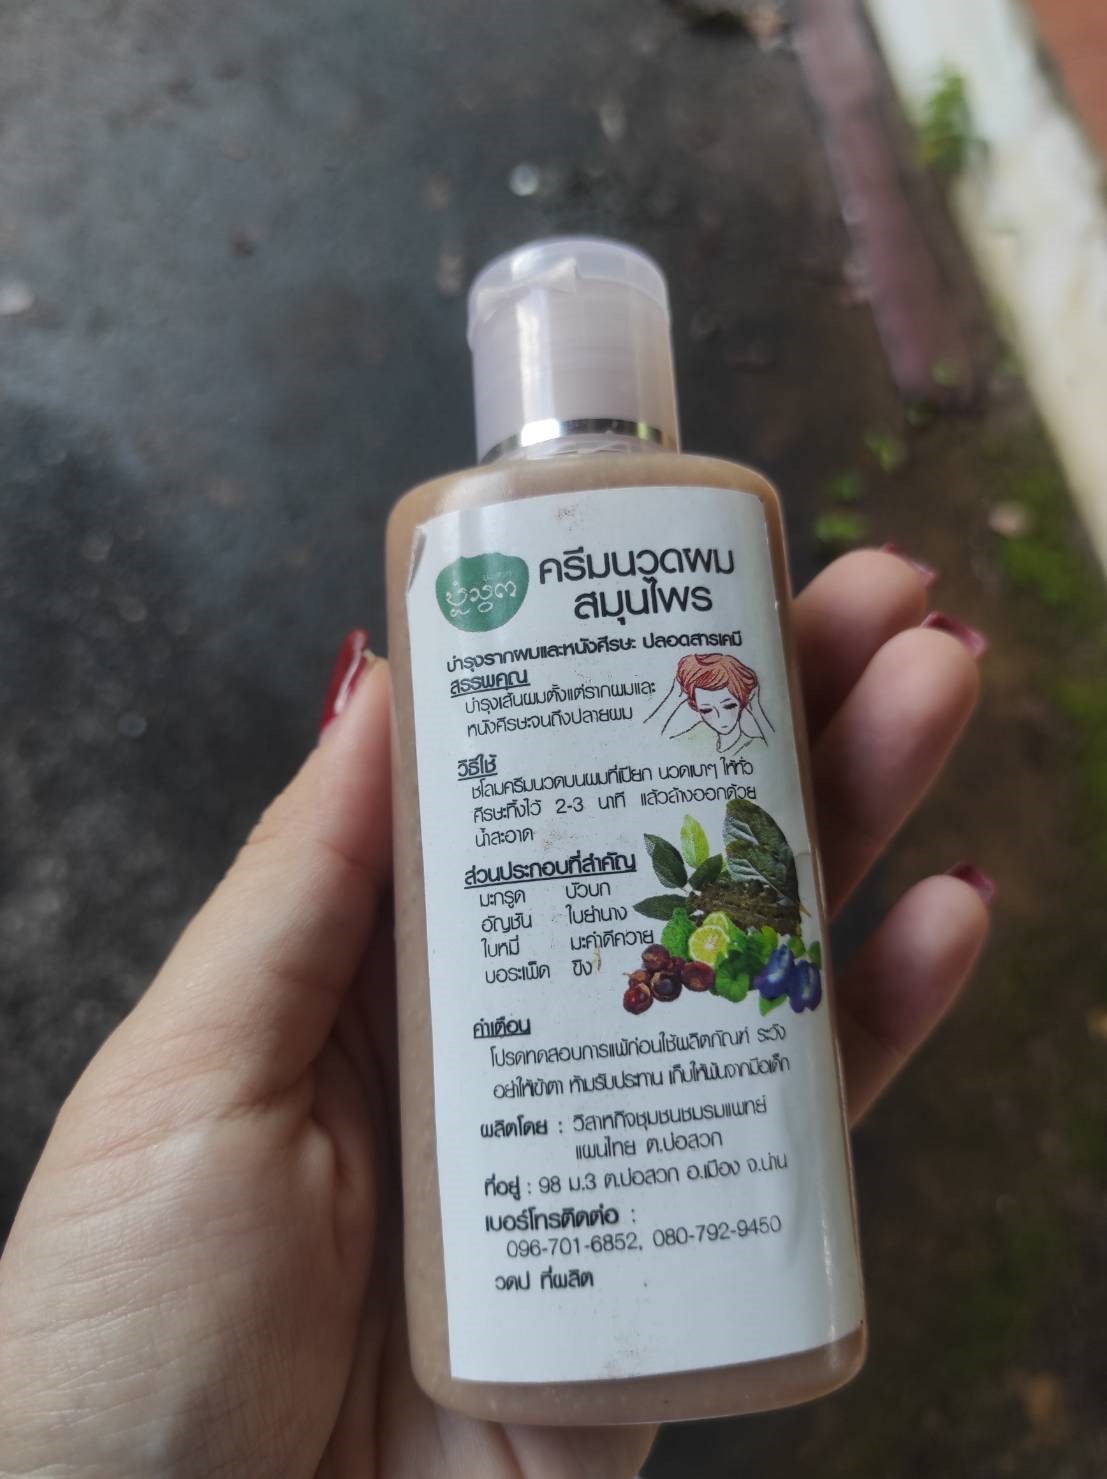 ครีมนวดผม
สมุนไพร
บำรุงรากผมและหนังศีรษะ ปลอดสารเคมี
สรรพคุณ
บำรุงเส้นผมตั้งแต่รากผมและ
หนังศีรษะจนถึงปลายผม
วิธีใช้
ชโลมครีมนวดบนผมที่เปียก นวดเบาๆ ให้ทั่ว
ศีรษะทิ้งไว้ 2-3 นาที แล้วล้างออกด้วย
น้ำสะอาด
ส่วนประกอบที่สำคัญ
มะกรูด บัวบก
อัญชัน ใบย่านาง
ใบหมี่ มะคำดีควาย
บอระเพ็ด ขิง
คำเตือน
โปรดทดสอบการแพ้ก่อนใช้ผลิตภัณฑ์ ระวัง
อย่าให้เข้าตา ห้ามรับประทาน เก็บให้พ้นจากมือเด็ก
ผลิตโดย : วิสาหกิจชุมชนชมรมแพทย์
แผนไทย ต.บ่อสวก
ที่อยู่ : 98 ม.3 ต.บ่อสวก อ.เมือง จ.น่าน
เบอร์โทรติดต่อ :
096-701-6852, 080-792-9450
วดป ที่ผลิต